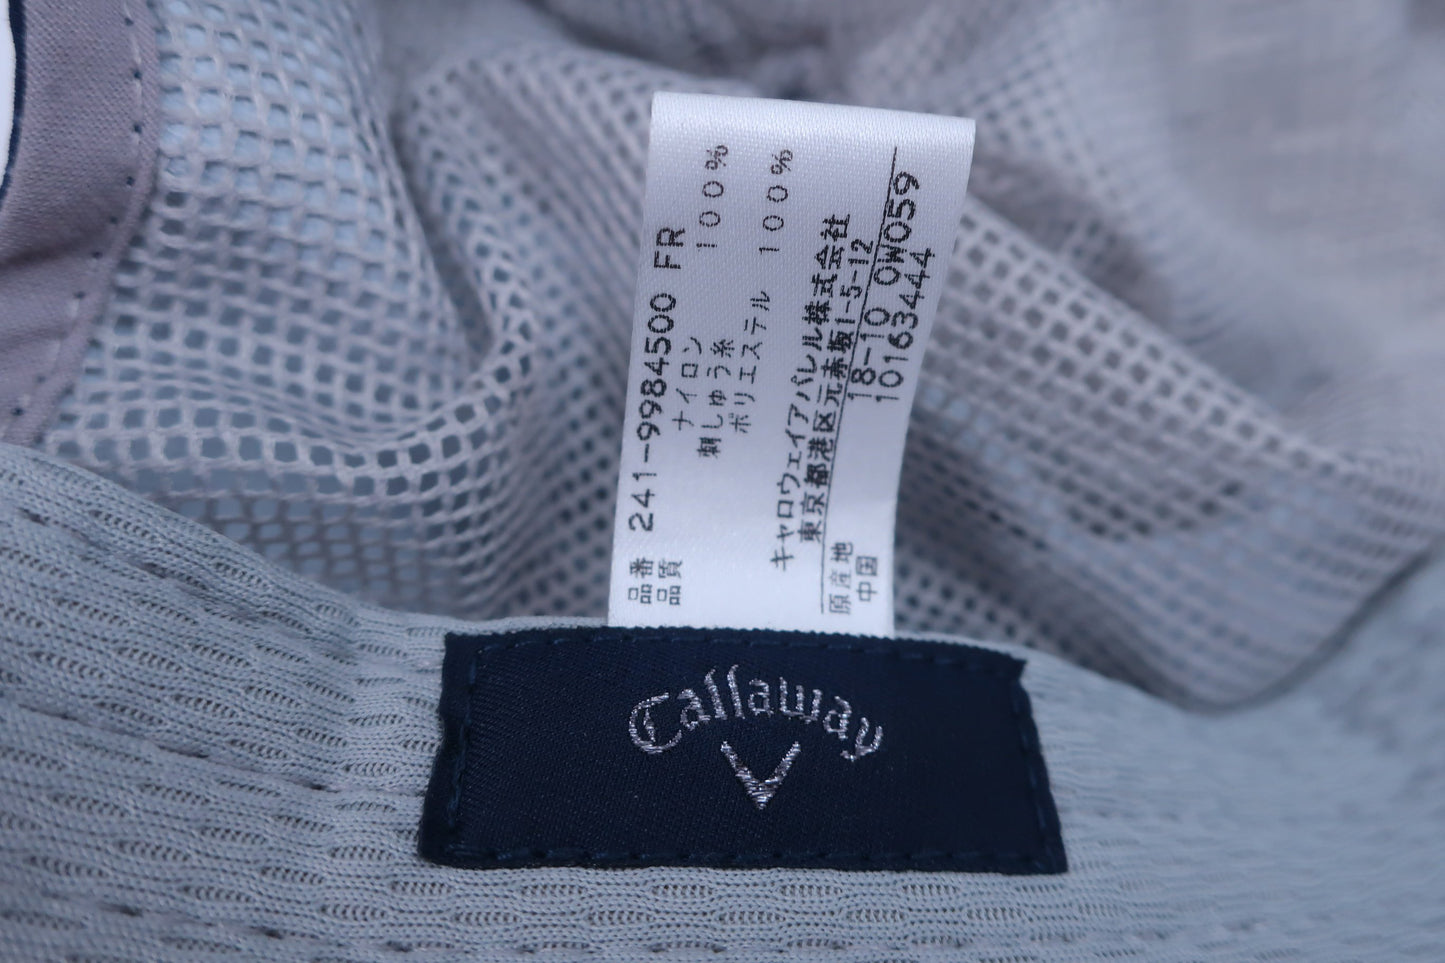 品番 241-9984500 FR
品質 ナイロン 100%
刺しゅう糸
ポリエステル 100%
キャロウェイアパレル株式会社
東京都港区元赤坂1-5-12
原産地 18-10 0W059
中国 10163444
Callaway